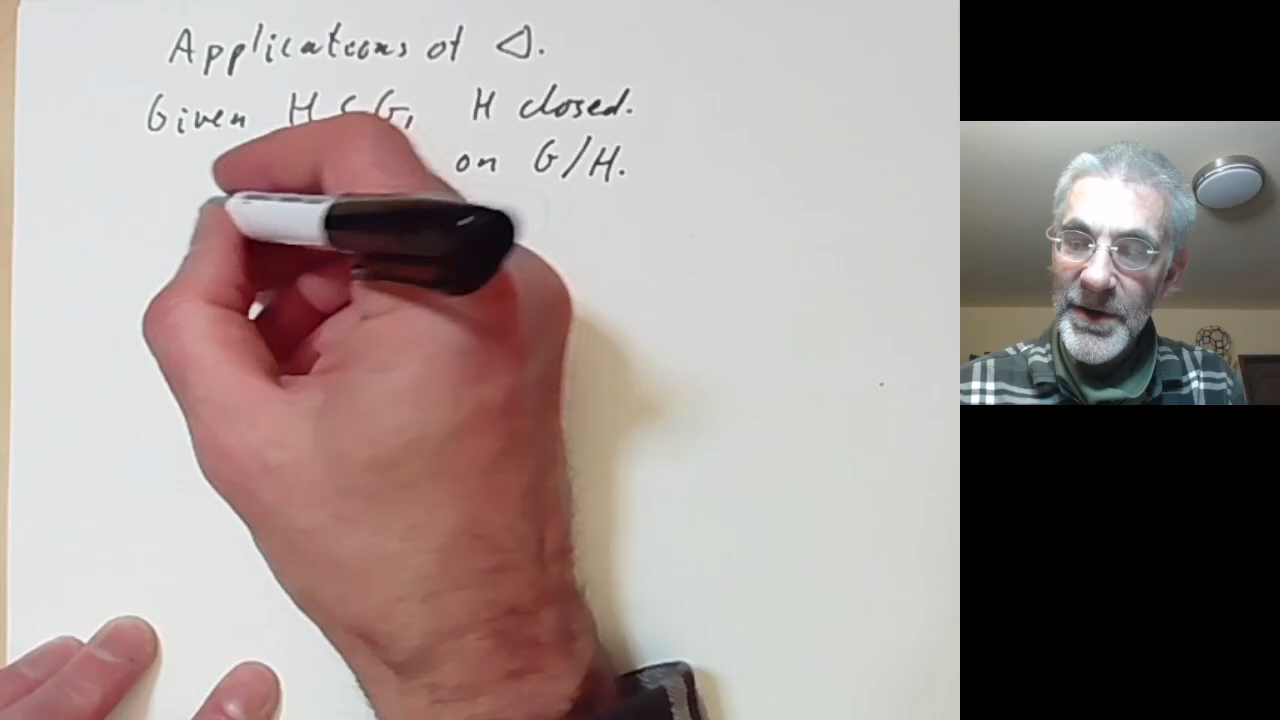 Applications of Δ.
Given H ⊂ G, H closed.
on G/H.